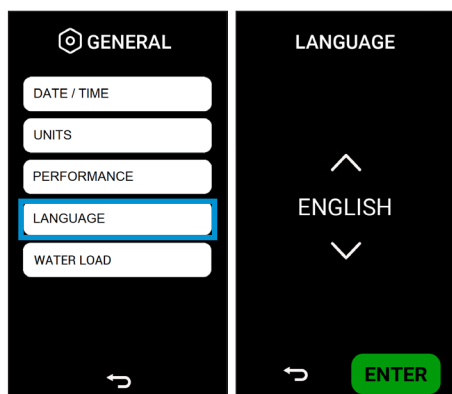 GENERAL
DATE / TIME
UNITS
PERFORMANCE
LANGUAGE
WATER LOAD
LANGUAGE
ENGLISH
ENTER